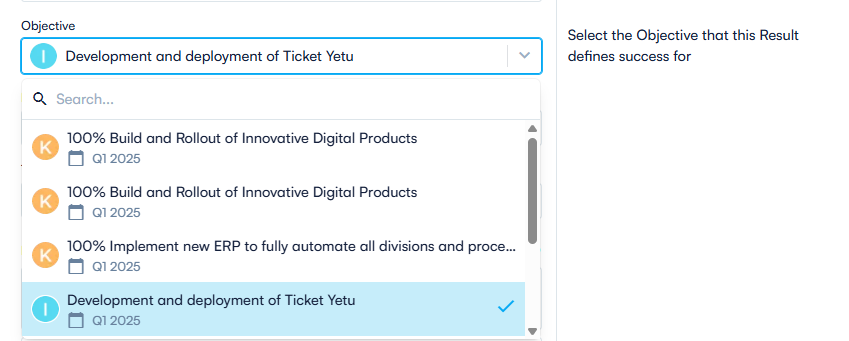 Objective
I Development and deployment of Ticket Yetu
Select the Objective that this Result
defines success for
Search...
K 100% Build and Rollout of Innovative Digital Products
Q1 2025
K 100% Build and Rollout of Innovative Digital Products
Q1 2025
K 100% Implement new ERP to fully automate all divisions and proce...
Q1 2025
I Development and deployment of Ticket Yetu
Q1 2025